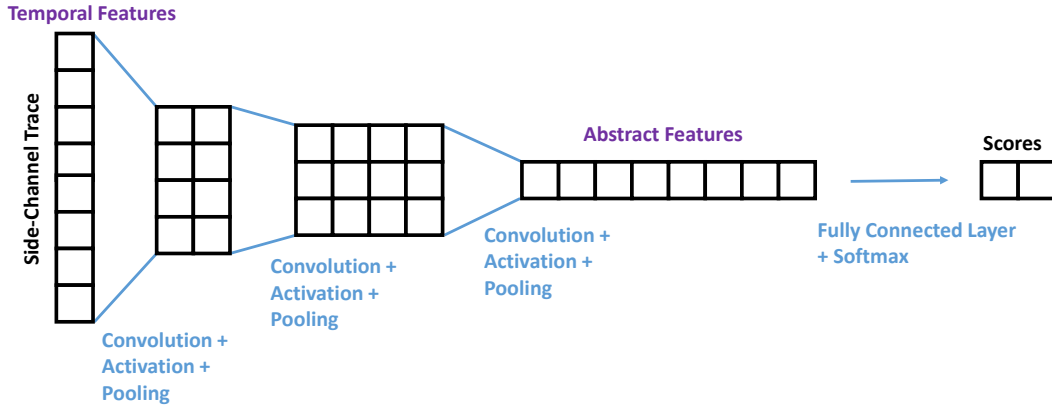 Temporal Features
Side-Channel Trace
Convolution +
Activation +
Pooling
Convolution +
Activation +
Pooling
Abstract Features
Convolution +
Activation +
Pooling
Fully Connected Layer
+ Softmax
Scores